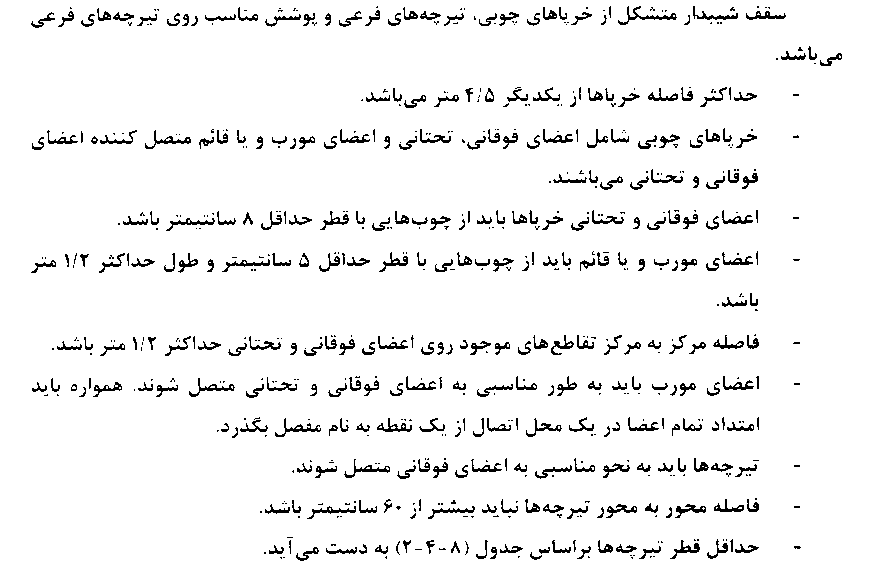 سقف شیبدار متشکل از خرپاهای چوبی، تیرچه‌های فرعی و پوشش مناسب روی تیرچه‌های فرعی
می‌باشد.
- حداکثر فاصله خرپاها از یکدیگر ۴/۵ متر می‌باشد.
- خرپاهای چوبی شامل اعضای فوقانی، تحتانی و اعضای مورب و یا قائم متصل کننده اعضای
فوقانی و تحتانی می‌باشند.
- اعضای فوقانی و تحتانی خرپاها باید از چوب‌هایی با قطر حداقل ۸ سانتیمتر باشد.
- اعضای مورب و یا قائم باید از چوب‌هایی با قطر حداقل ۵ سانتیمتر و طول حداکثر ۱/۲ متر
باشد.
- فاصله مرکز به مرکز تقاطع‌های موجود روی اعضای فوقانی و تحتانی حداکثر ۱/۲ متر باشد.
- اعضای مورب باید به طور مناسبی به اعضای فوقانی و تحتانی متصل شوند. همواره باید
امتداد تمام اعضا در یک محل اتصال از یک نقطه به نام مفصل بگذرد.
- تیرچه‌ها باید به نحو مناسبی به اعضای فوقانی متصل شوند.
- فاصله محور به محور تیرچه‌ها نباید بیشتر از ۶۰ سانتیمتر باشد.
- حداقل قطر تیرچه‌ها براساس جدول (۸-۴-۲) به دست می‌آید.